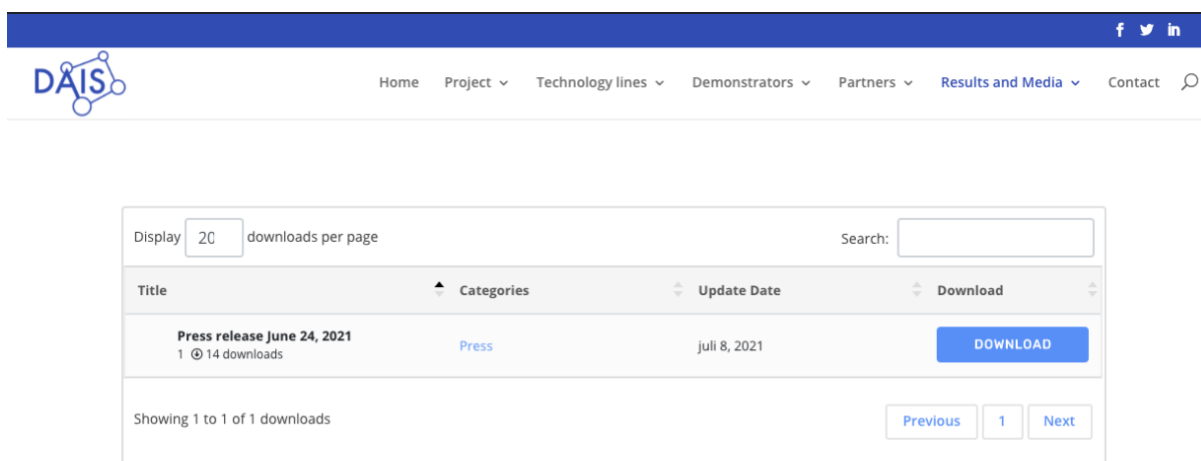 DAIS
Home Project Technology lines Demonstrators Partners Results and Media Contact
Display 20 downloads per page Search:
Title Categories Update Date Download
Press release June 24, 2021
1 14 downloads
Press juli 8, 2021 DOWNLOAD
Showing 1 to 1 of 1 downloads Previous 1 Next